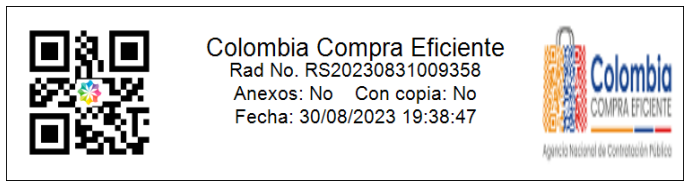 Colombia Compra Eficiente
Rad No. RS20230831009358
Anexos: No Con copia: No
Fecha: 30/08/2023 19:38:47
Colombia
COMPRA EFICIENTE
Agencia Nacional de Contratación Pública